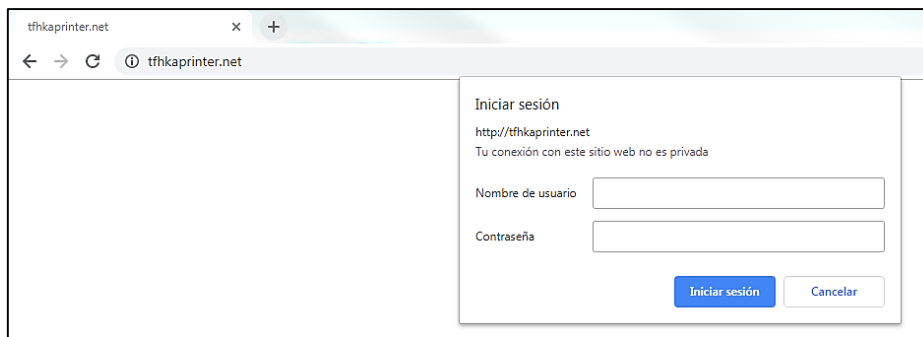 tfhkaprinter.net
tfhkaprinter.net
Iniciar sesión
http://tfhkaprinter.net
Tu conexión con este sitio web no es privada
Nombre de usuario
Contraseña
Iniciar sesión Cancelar